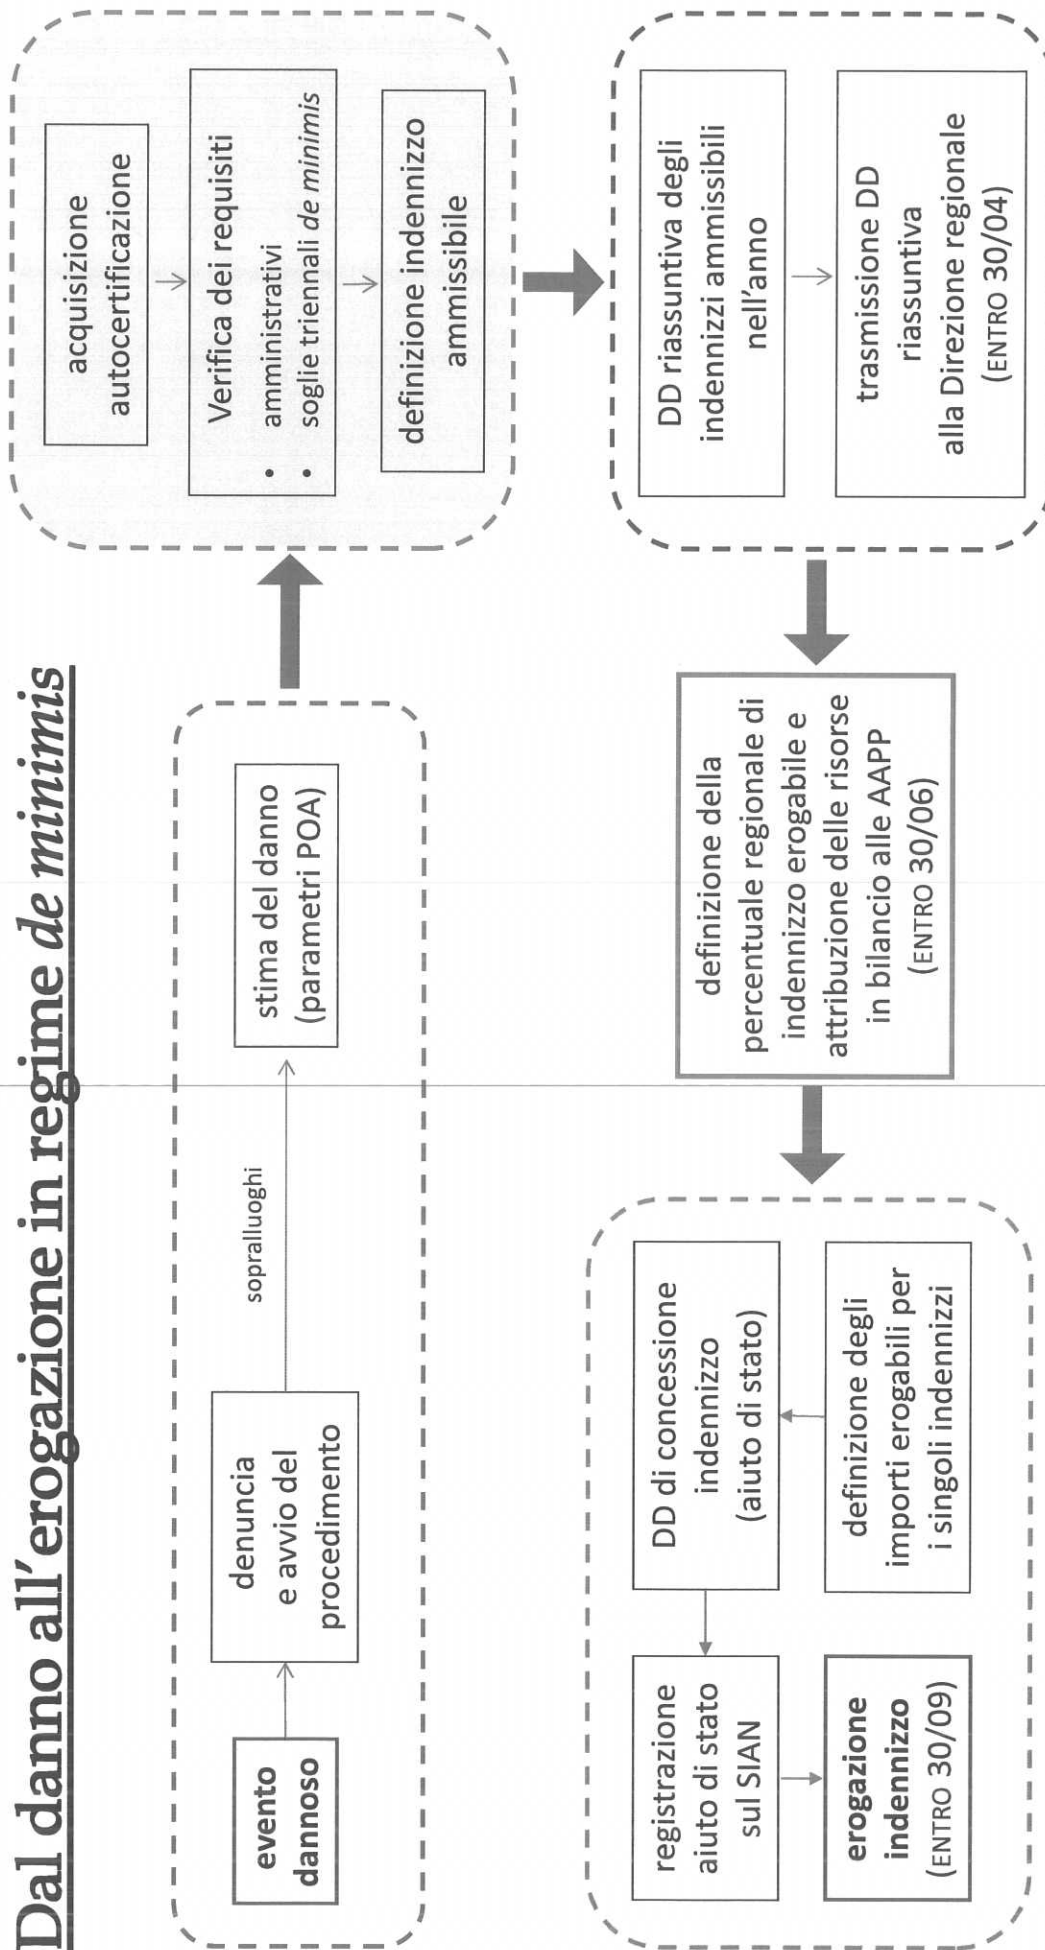 Dal danno all'erogazione in regime de minimis
evento
dannoso
denuncia
e avvio del
procedimento
sopralluoghi
stima del danno
(parametri POA)
acquisizione
autocertificazione
Verifica dei requisiti
• amministrativi
• soglie triennali de minimis
definizione indennizzo
ammissibile
DD riassuntiva degli
indennizzi ammissibili
nell'anno
trasmissione DD
riassuntiva
alla Direzione regionale
(ENTRO 30/04)
definizione della
percentuale regionale di
indennizzo erogabile e
attribuzione delle risorse
in bilancio alle AAPP
(ENTRO 30/06)
definizione degli
importi erogabili per
i singoli indennizzi
DD di concessione
indennizzo
(aiuto di stato)
registrazione
aiuto di stato
sul SIAN
erogazione
indennizzo
(ENTRO 30/09)